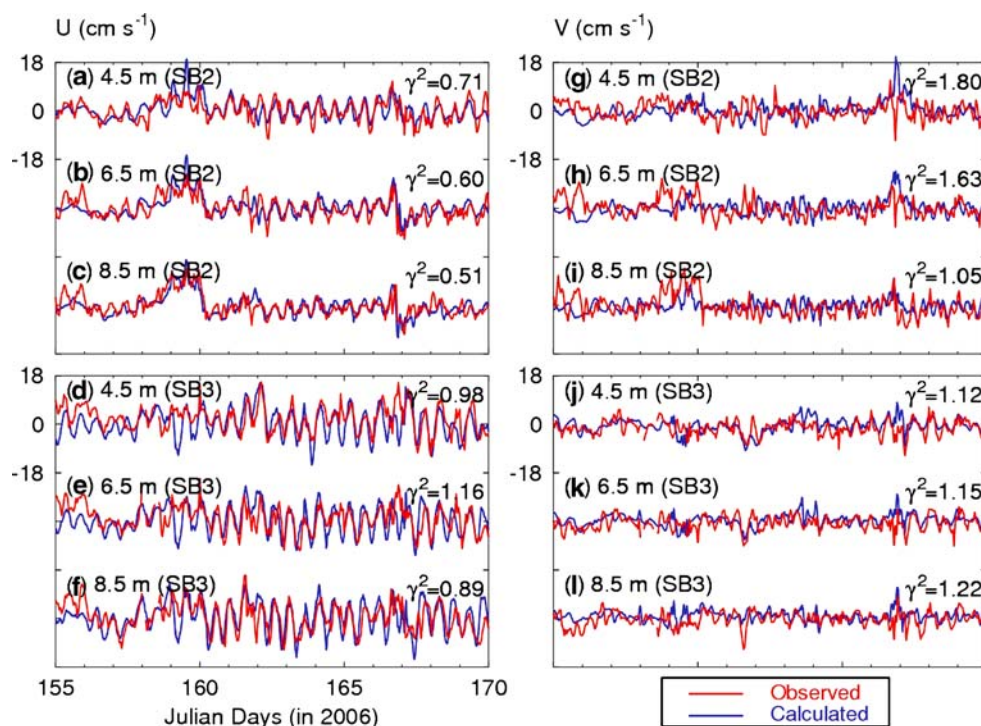 U (cm s⁻¹)
V (cm s⁻¹)
18
0
-18
(a) 4.5 m (SB2)
γ²=0.71
(b) 6.5 m (SB2)
γ²=0.60
(c) 8.5 m (SB2)
γ²=0.51
18
0
-18
(d) 4.5 m (SB3)
γ²=0.98
(e) 6.5 m (SB3)
γ²=1.16
(f) 8.5 m (SB3)
γ²=0.89
155
160
165
170
Julian Days (in 2006)
18
0
-18
(g) 4.5 m (SB2)
γ²=1.80
(h) 6.5 m (SB2)
γ²=1.63
(i) 8.5 m (SB2)
γ²=1.05
18
0
-18
(j) 4.5 m (SB3)
γ²=1.12
(k) 6.5 m (SB3)
γ²=1.15
(l) 8.5 m (SB3)
γ²=1.22
Observed
Calculated